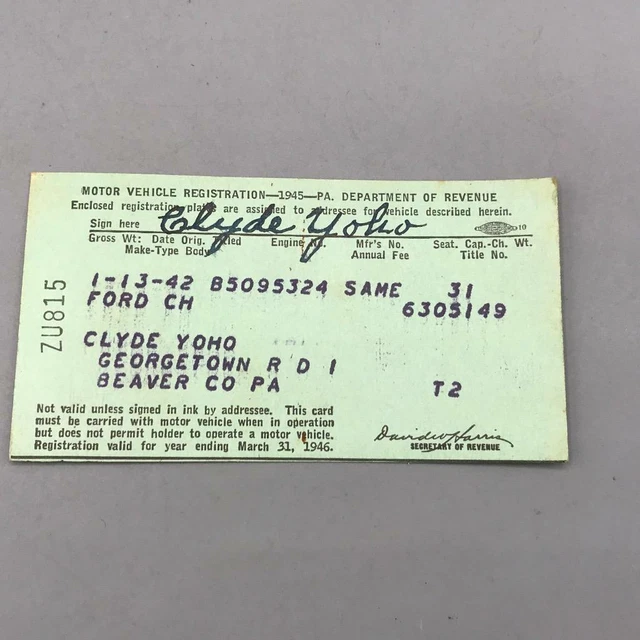 MOTOR VEHICLE REGISTRATION—1945—PA. DEPARTMENT OF REVENUE
Enclosed registration plates are assigned to addressee for vehicle described herein.
Sign here Clyde Yoho
10
Gross Wt: Date Orig. Titled Engine No. Mfr's No. Seat. Cap.-Ch. Wt.
Make-Type Body Annual Fee Title No.
1-13-42 B5095324 SAME 31
FORD CH 6305149
ZU815
CLYDE YOHO
GEORGETOWN R D 1
BEAVER CO PA T2
Not valid unless signed in ink by addressee. This card
must be carried with motor vehicle when in operation
but does not permit holder to operate a motor vehicle.
Registration valid for year ending March 31, 1946.
David W Harris
SECRETARY OF REVENUE